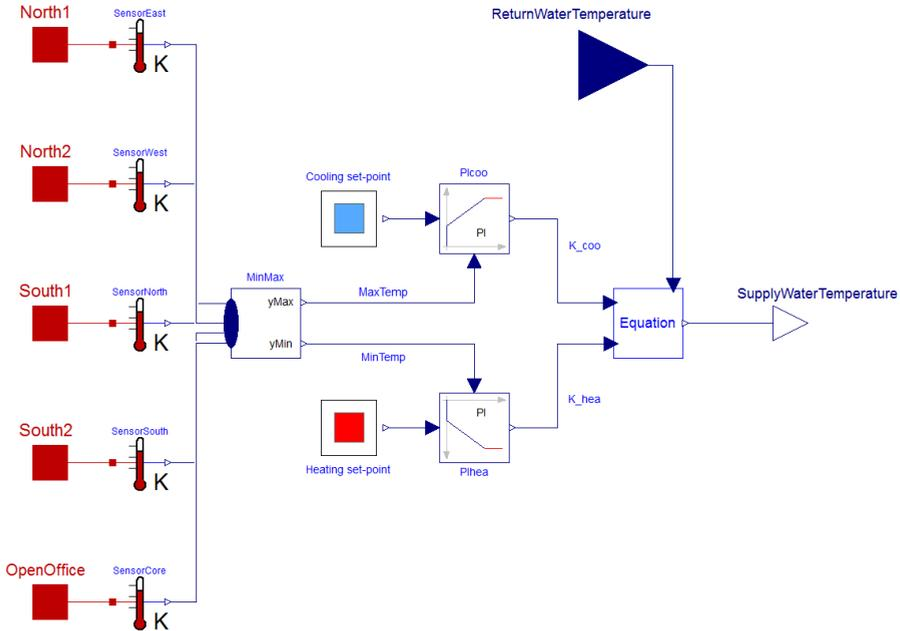 North1
SensorEast
K
ReturnWaterTemperature
North2
SensorWest
K
Cooling set-point
PIcoo
PI
K_coo
South1
SensorNorth
K
MinMax
yMax
yMin
MaxTemp
MinTemp
Equation
SupplyWaterTemperature
South2
SensorSouth
K
Heating set-point
PI
PIhea
K_hea
OpenOffice
SensorCore
K